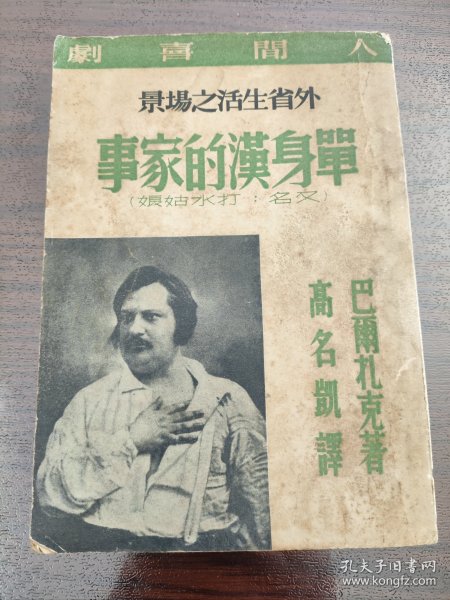 人間喜劇
外省生活之場景
單身漢的家事
(又名：打水姑娘)
巴爾札克著
高名凱譯
孔夫子旧书网
www.kongfz.com